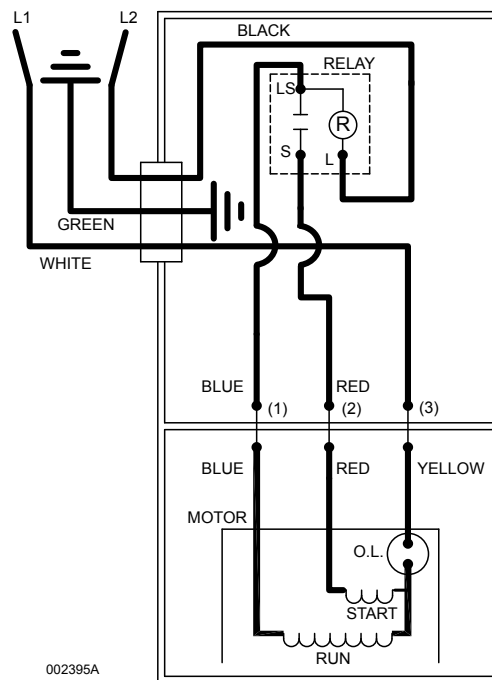 L1
L2
BLACK
RELAY
LS
R
S
L
GREEN
WHITE
BLUE
RED
(1)
(2)
(3)
BLUE
RED
YELLOW
MOTOR
O.L.
START
RUN
002395A